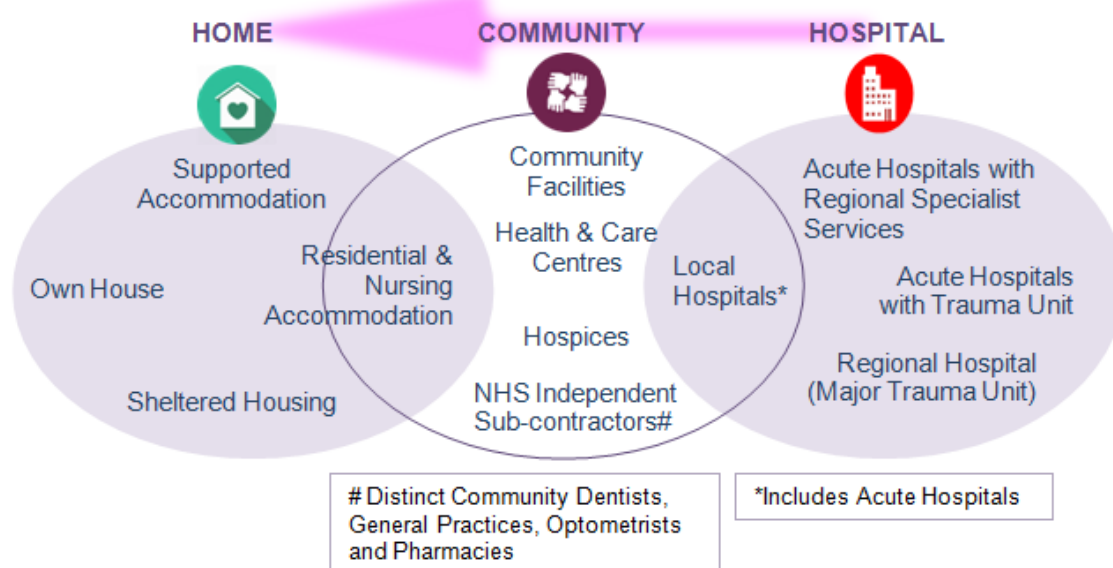 HOME
COMMUNITY
HOSPITAL
Supported
Accommodation
Own House
Sheltered Housing
Residential &
Nursing
Accommodation
Community
Facilities
Health & Care
Centres
Hospices
NHS Independent
Sub-contractors#
Local
Hospitals*
Acute Hospitals with
Regional Specialist
Services
Acute Hospitals
with Trauma Unit
Regional Hospital
(Major Trauma Unit)
# Distinct Community Dentists,
General Practices, Optometrists
and Pharmacies
*Includes Acute Hospitals